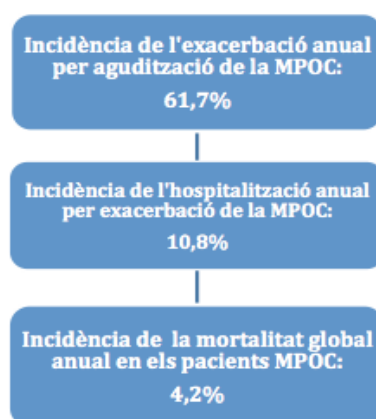 Incidència de l'exacerbació anual
per agudització de la MPOC:
61,7%
Incidència de l'hospitalització anual
per exacerbació de la MPOC:
10,8%
Incidència de la mortalitat global
anual en els pacients MPOC:
4,2%